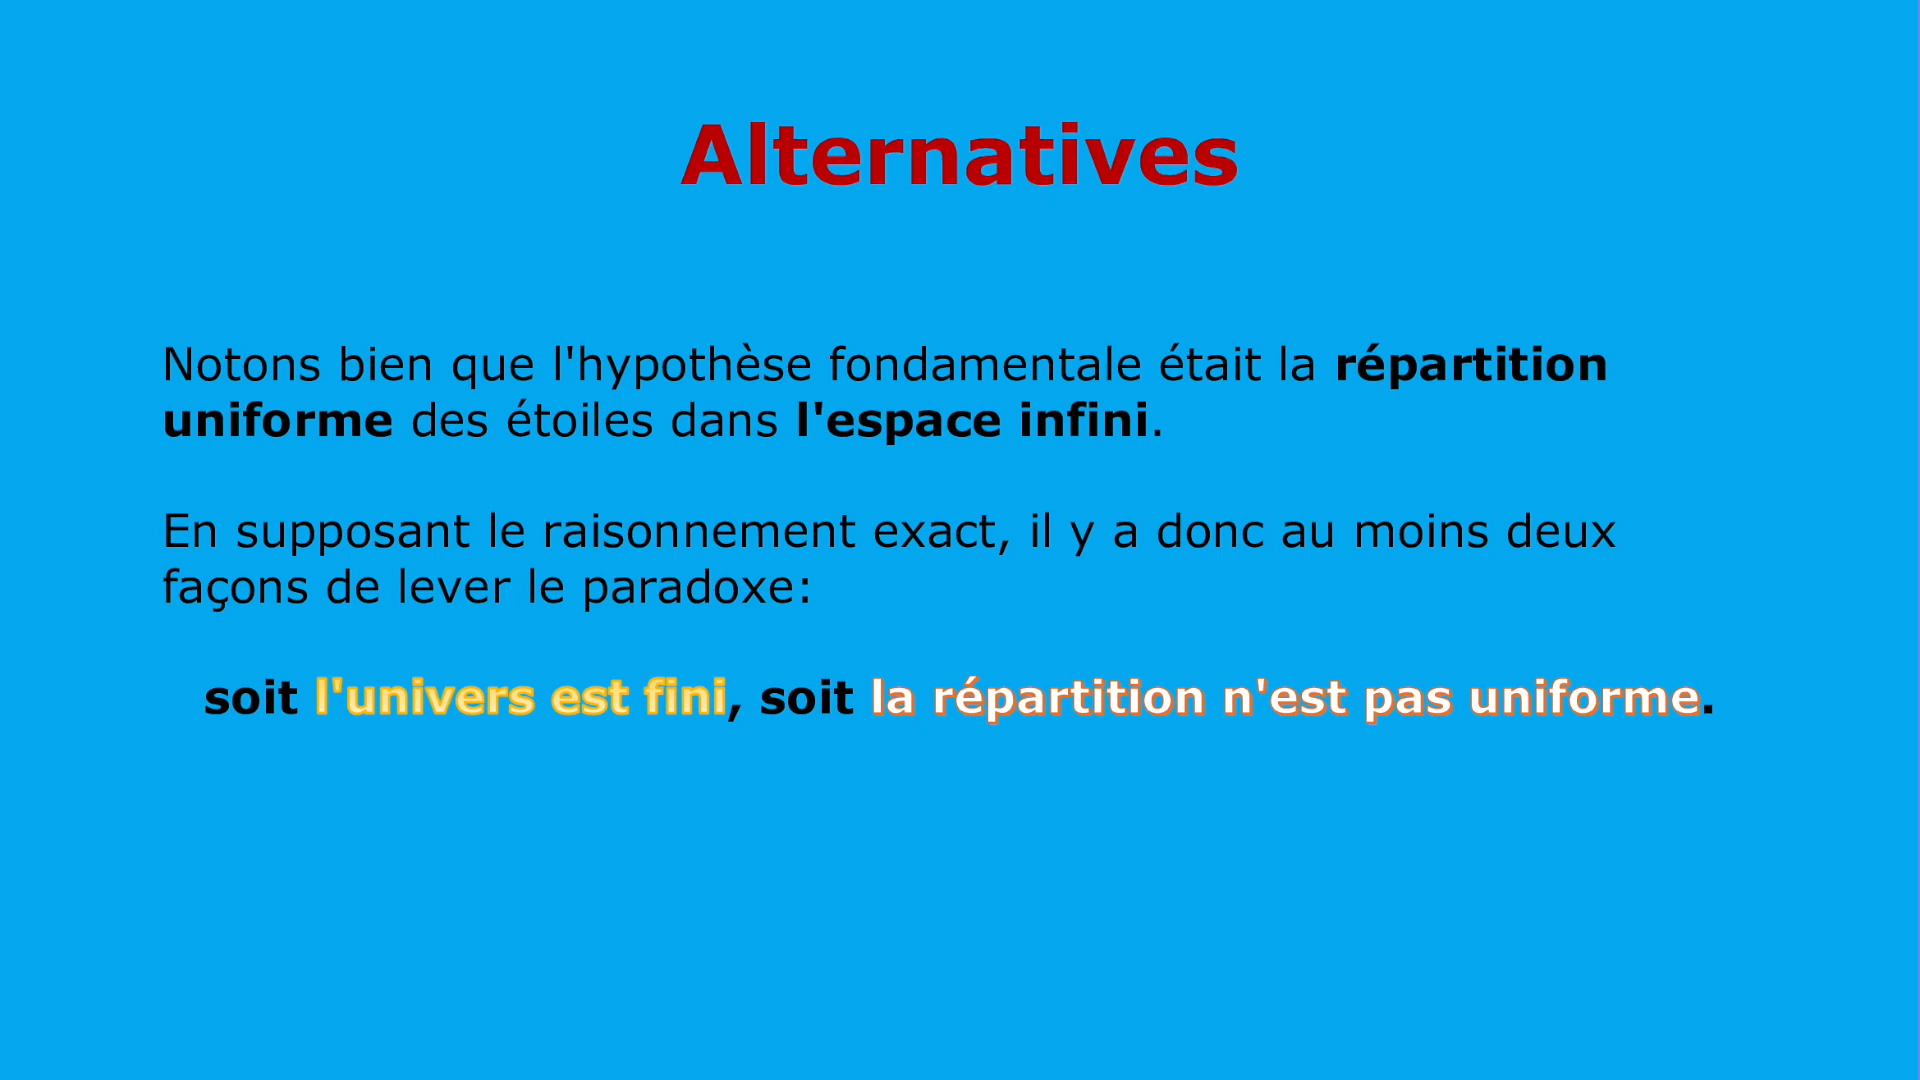 Alternatives
Notons bien que l'hypothèse fondamentale était la répartition
uniforme des étoiles dans l'espace infini.
En supposant le raisonnement exact, il y a donc au moins deux
façons de lever le paradoxe:
soit l'univers est fini, soit la répartition n'est pas uniforme.